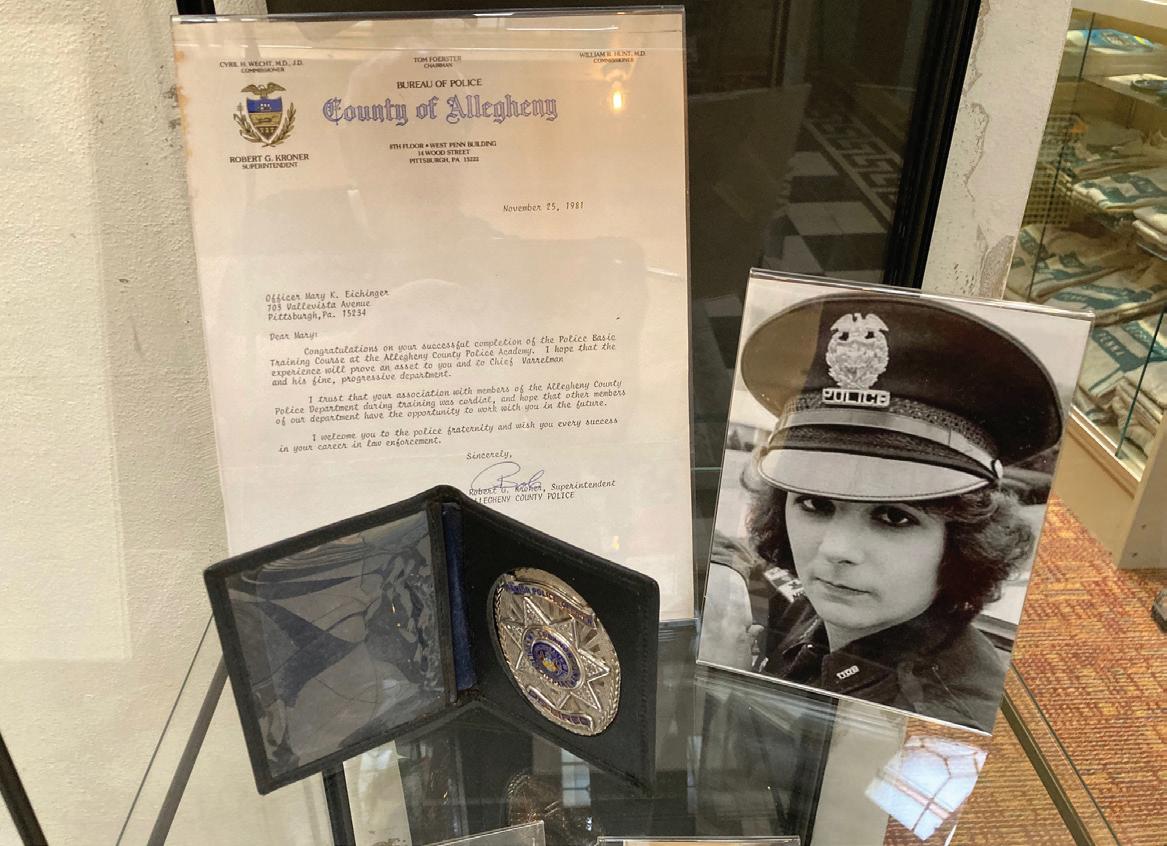 CYRIL H. WECHT, M.D., J.D.
COMMISSIONER
TOM FOERSTER
CHAIRMAN
WILLIAM R. HUNT, M.D.
COMMISSIONER
BUREAU OF POLICE
County of Allegheny
ROBERT G. KRONER
SUPERINTENDENT
8TH FLOOR • WEST PENN BUILDING
14 WOOD STREET
PITTSBURGH, PA 15222
November 25, 1981
Officer Mary K. Eichinger
703 Vallevista Avenue
Pittsburgh, Pa. 15234
Dear Mary:
Congratulations on your successful completion of the Police Basic
Training Course at the Allegheny County Police Academy. I hope that the
experience will prove an asset to you and to Chief Varrelman
and his fine, progressive department.
I trust that your association with members of the Allegheny County
Police Department during training was cordial, and hope that other members
of our department have the opportunity to work with you in the future.
I welcome you to the police fraternity and wish you every success
in your career in law enforcement.
Sincerely,
Bob
Robert G. Kroner, Superintendent
ALLEGHENY COUNTY POLICE
POLICE